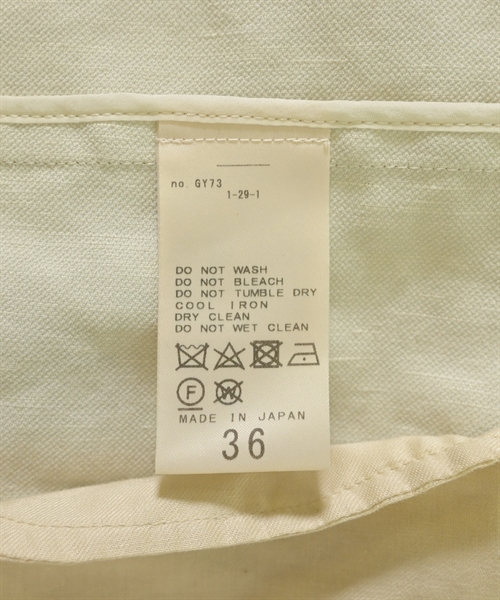 no. GY73
1-29-1
DO NOT WASH
DO NOT BLEACH
DO NOT TUMBLE DRY
COOL IRON
DRY CLEAN
DO NOT WET CLEAN
F W
MADE IN JAPAN
36